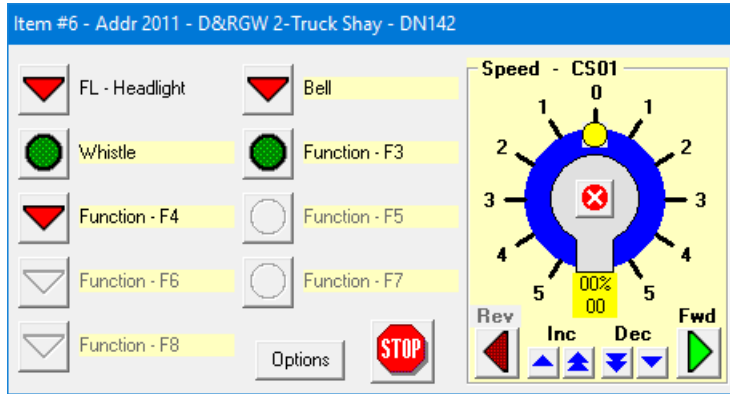 Item #6 - Addr 2011 - D&RGW 2-Truck Shay - DN142
FL - Headlight
Bell
Whistle
Function - F3
Function - F4
Function - F5
Function - F6
Function - F7
Function - F8
Options
STOP
Speed - CS01
0
1 1
2 2
3 3
4 4
5 5
00%
00
Rev Fwd
Inc Dec